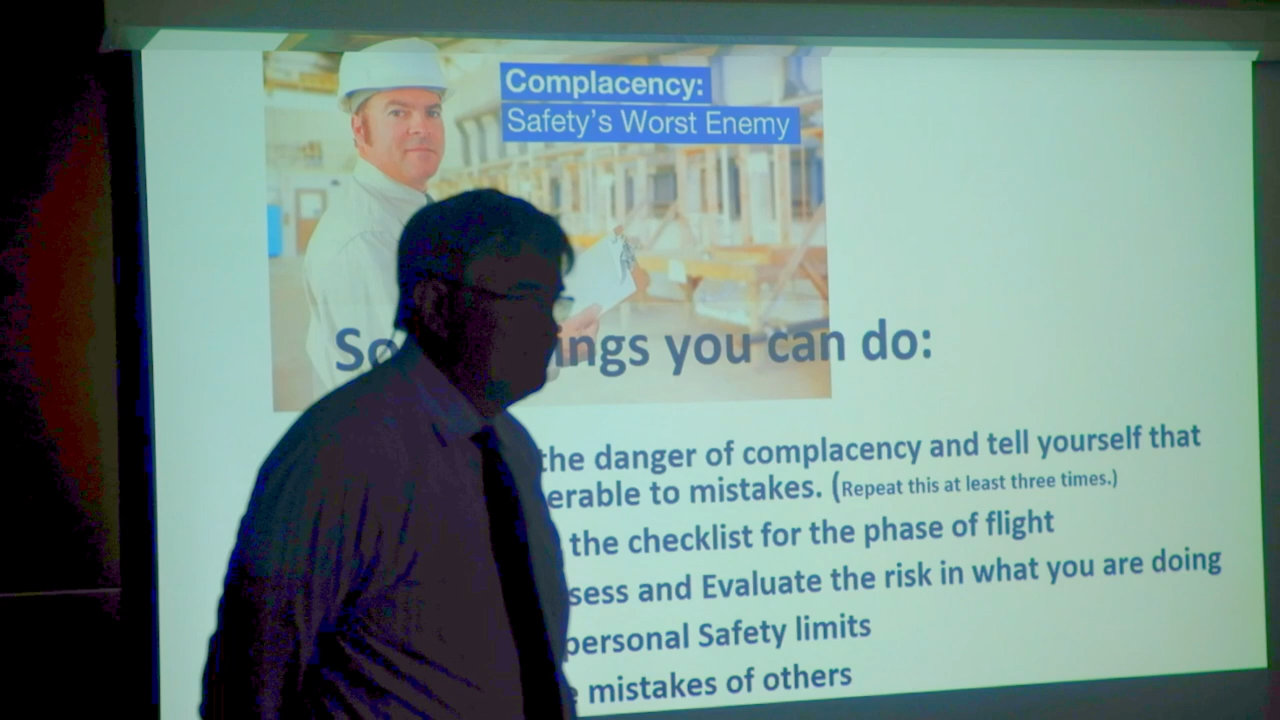 Complacency:
Safety's Worst Enemy
So ings you can do:
the danger of complacency and tell yourself that
erable to mistakes. (Repeat this at least three times.)
the checklist for the phase of flight
sess and Evaluate the risk in what you are doing
personal Safety limits
mistakes of others